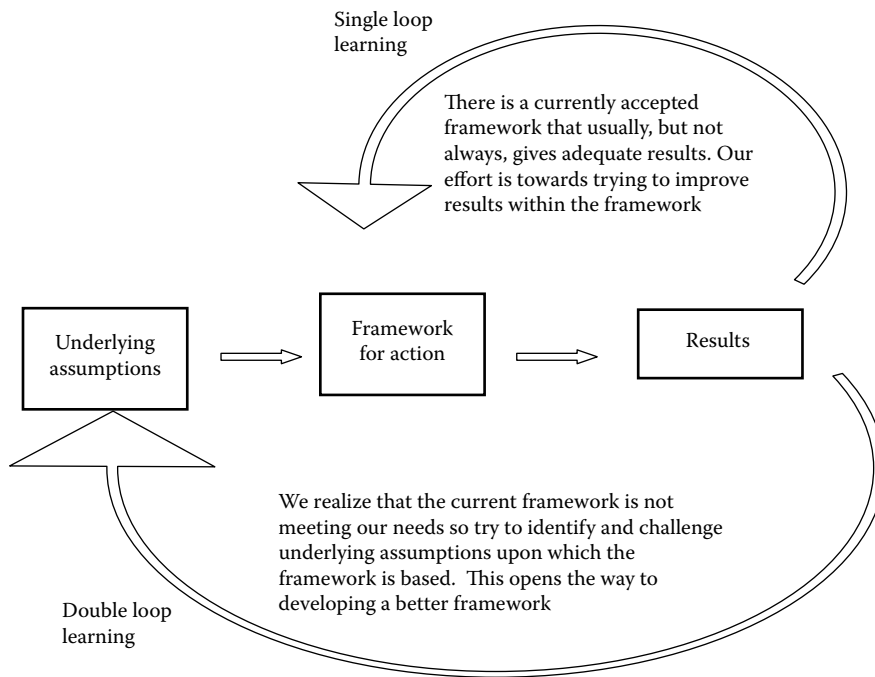 Single loop
learning
There is a currently accepted
framework that usually, but not
always, gives adequate results. Our
effort is towards trying to improve
results within the framework
Underlying
assumptions
Framework
for action
Results
We realize that the current framework is not
meeting our needs so try to identify and challenge
underlying assumptions upon which the
framework is based.  This opens the way to
developing a better framework
Double loop
learning